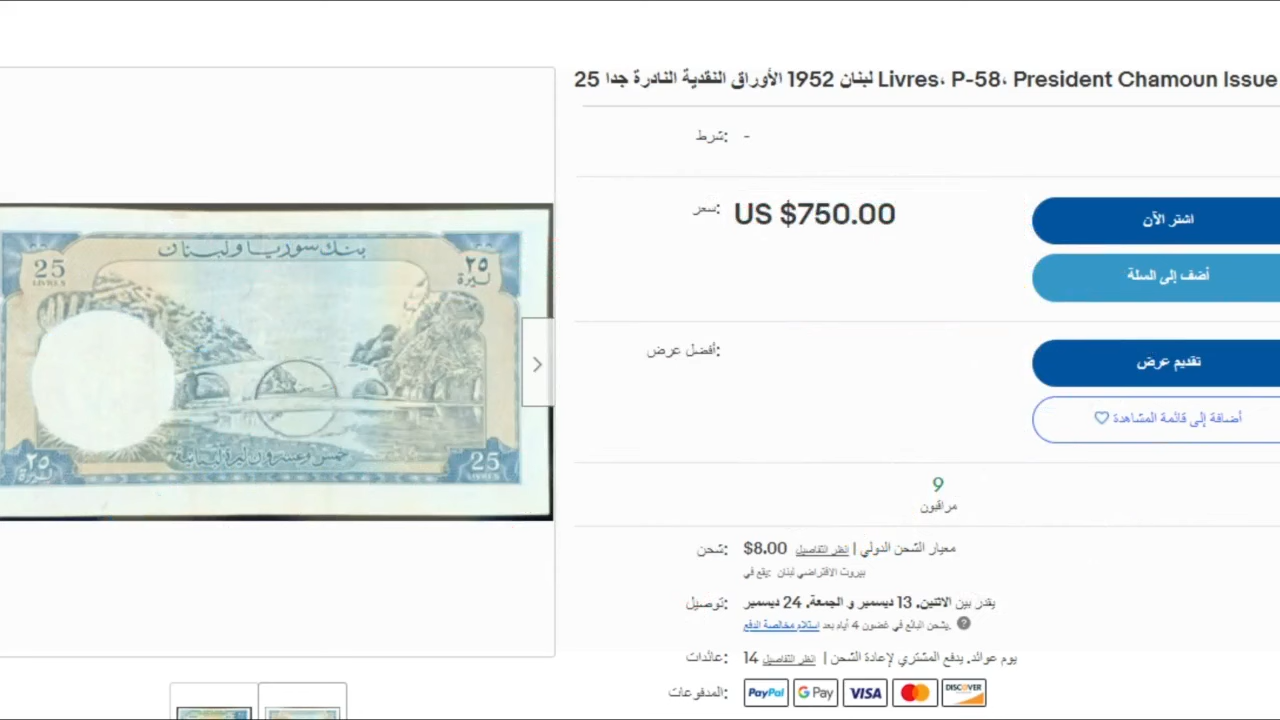 لبنان 1952 الأوراق النقدية النادرة جدا 25 Livres، P-58، President Chamoun Issue
شرط: -
سعر: US $750.00
اشتر الآن
أضف إلى السلة
أفضل عرض:
تقديم عرض
أضافة إلى قائمة المشاهدة
9
مراقبون
شحن: $8.00 معيار الشحن الدولي | انظر التفاصيل
يقع في: بيروت الافتراضي لبنان
توصيل: يقدر بين الاثنين, 13 ديسمبر و الجمعة, 24 ديسمبر
يشحن البائع في غضون 4 أيام بعد استلام مخالصة الدفع.
عائدات: 14 يوم عوائد. يدفع المشتري لإعادة الشحن | انظر التفاصيل
المدفوعات: PayPal G Pay VISA DISCOVER
بنك سوريا ولبنان
25
LIVRES
٢٥
ليرة
خمس وعشرون ليرة لبنانية
٢٥
ليرة
25
LIVRES